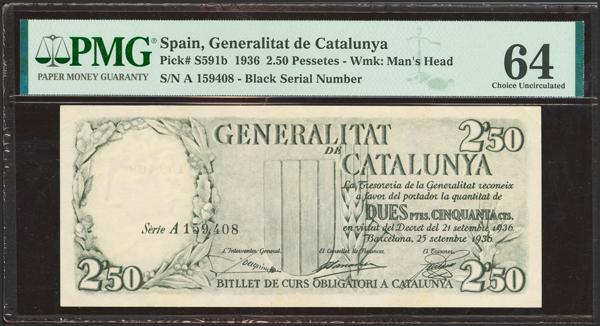 PMG
PAPER MONEY GUARANTY
Spain, Generalitat de Catalunya
Pick# S591b 1936 2.50 Pessetes - Wmk: Man's Head
S/N A 159408 - Black Serial Number
64
Choice Uncirculated
GENERALITAT
DE
CATALUNYA
2'50
La Tresoreria de la Generalitat reconeix
a favor del portador la quantitat de
DUES PTES. CINQUANTA CTS.
en virtut del Decret del 21 setembre 1936
Barcelona, 25 setembre 1936
Sèrie A 159408
L'Interventor General. El Conseller de Finances. El Tresorer
2'50
2'50
BITLLET DE CURS OBLIGATORI A CATALUNYA